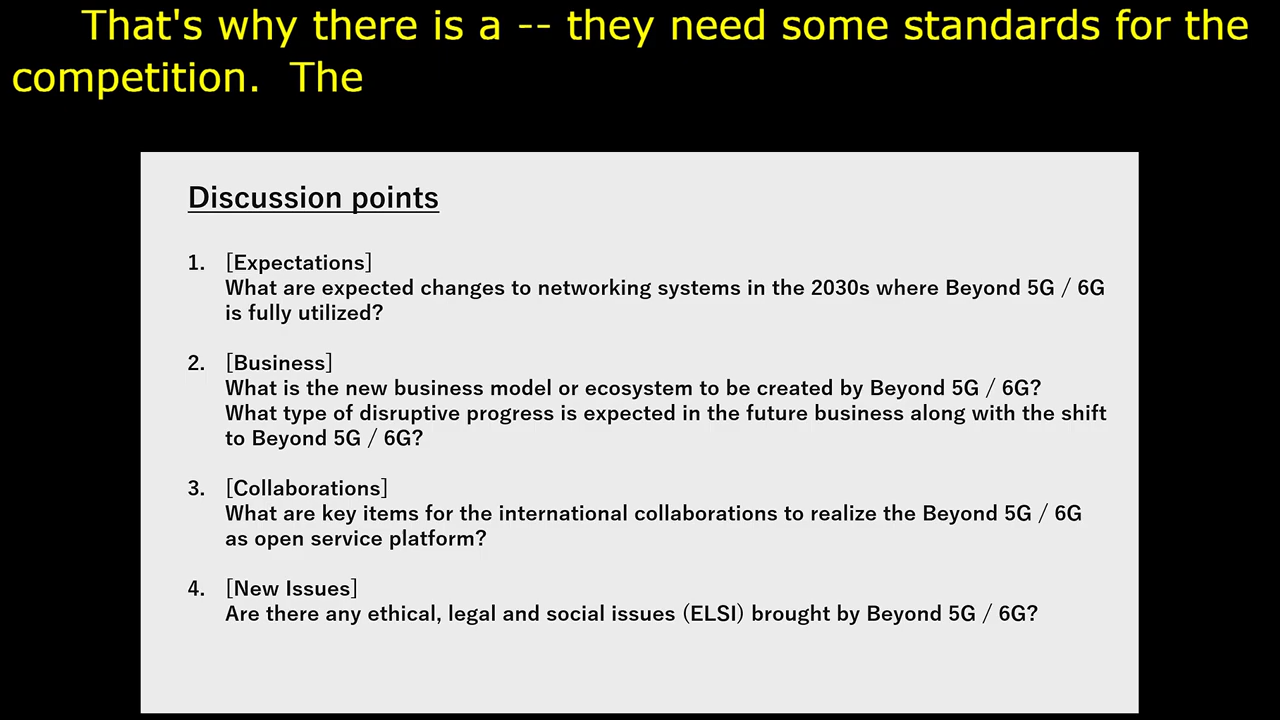 That's why there is a -- they need some standards for the
competition.  The
Discussion points
1. [Expectations]
What are expected changes to networking systems in the 2030s where Beyond 5G / 6G
is fully utilized?
2. [Business]
What is the new business model or ecosystem to be created by Beyond 5G / 6G?
What type of disruptive progress is expected in the future business along with the shift
to Beyond 5G / 6G?
3. [Collaborations]
What are key items for the international collaborations to realize the Beyond 5G / 6G
as open service platform?
4. [New Issues]
Are there any ethical, legal and social issues (ELSI) brought by Beyond 5G / 6G?